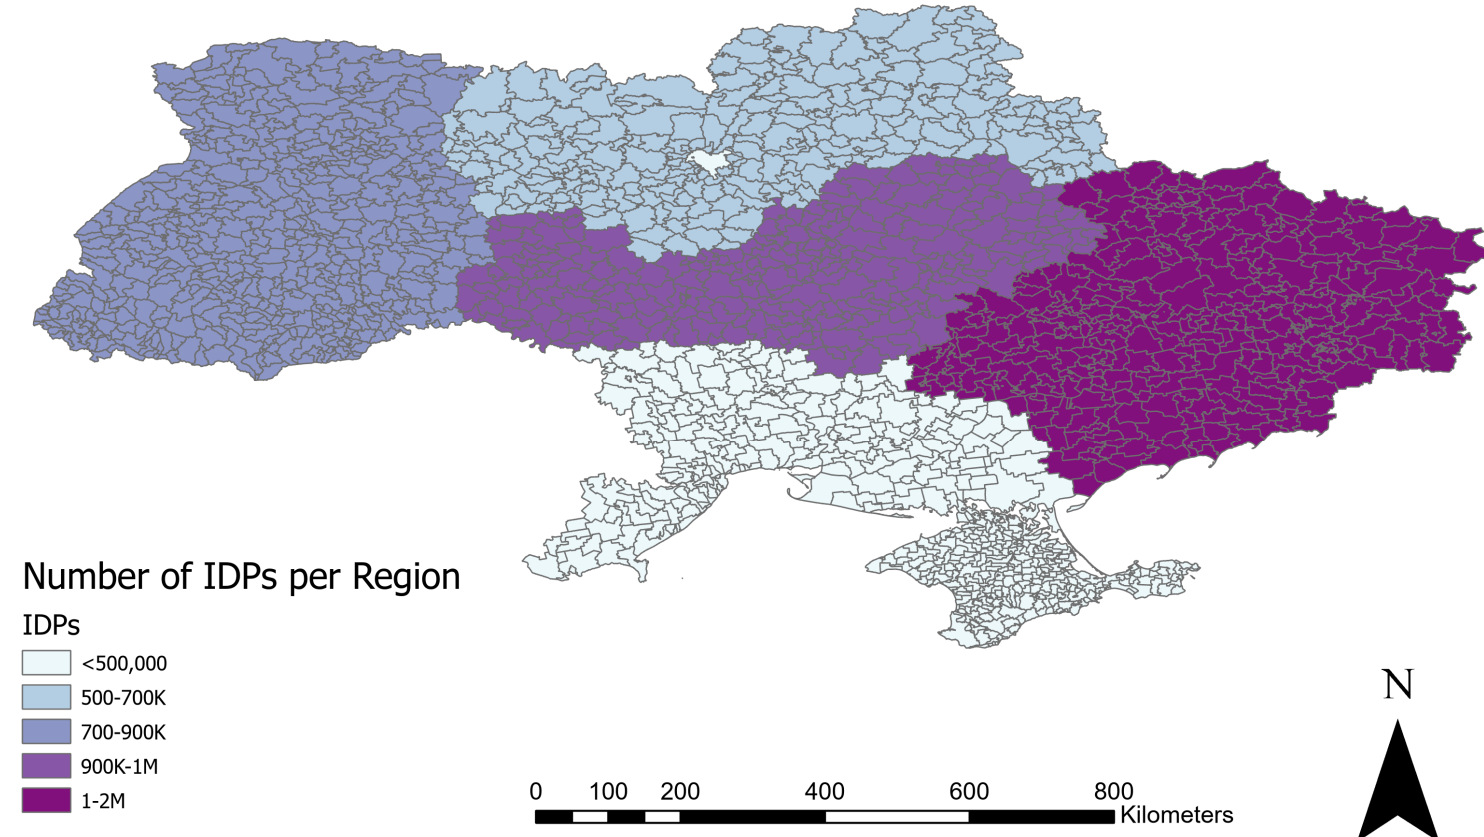 Number of IDPs per Region
IDPs
<500,000
500-700K
700-900K
900K-1M
1-2M
0 100 200 400 600 800
Kilometers
N